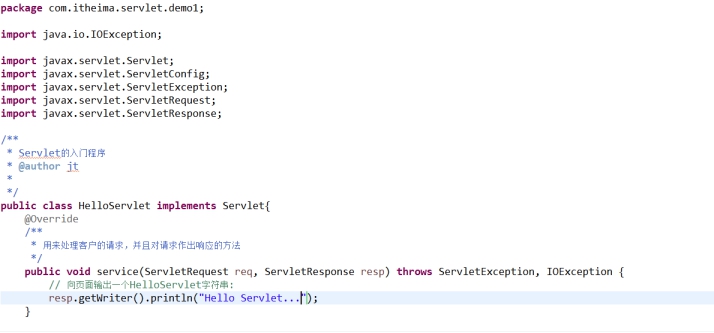 package com.itheima.servlet.demo1;
import java.io.IOException;
import javax.servlet.Servlet;
import javax.servlet.ServletConfig;
import javax.servlet.ServletException;
import javax.servlet.ServletRequest;
import javax.servlet.ServletResponse;
/**
 * Servlet的入门程序
 * @author jt
 *
 */
public class HelloServlet implements Servlet{
    @Override
    /**
     * 用来处理客户的请求，并且对请求作出响应的方法
     */
    public void service(ServletRequest req, ServletResponse resp) throws ServletException, IOException {
        // 向页面输出一个HelloServlet字符串:
        resp.getWriter().println("Hello Servlet...");
    }